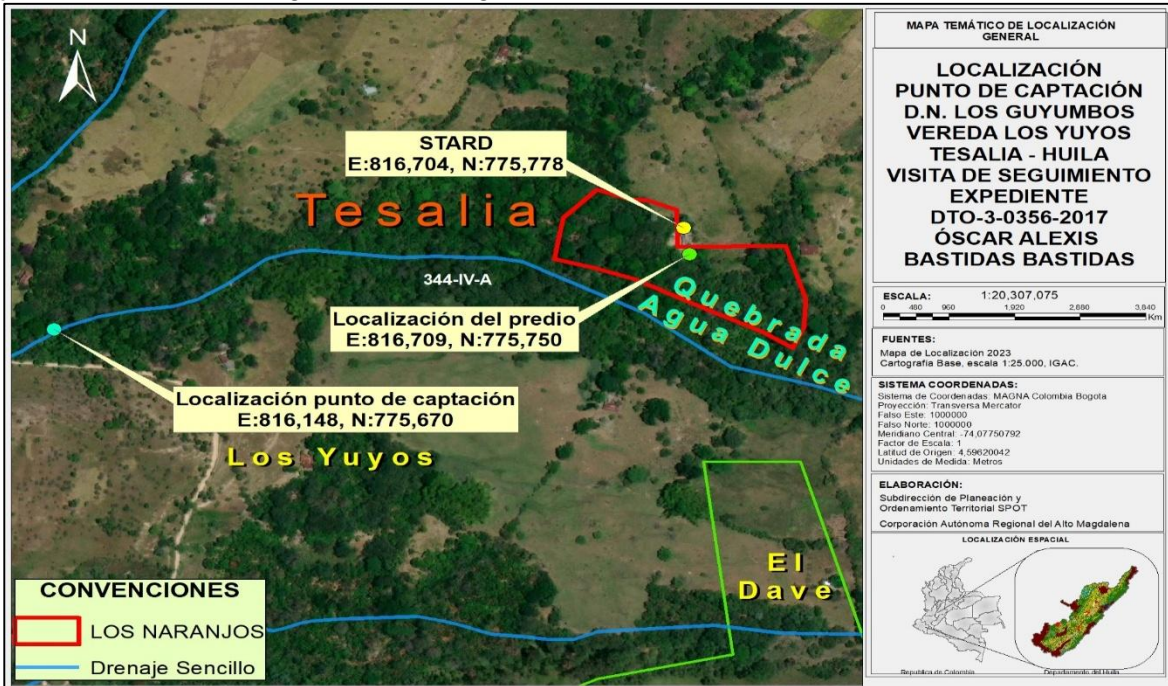 N
STARD
E:816,704, N:775,778
Tesalia
344-IV-A
Localización del predio
E:816,709, N:775,750
Quebrada
Agua Dulce
Localización punto de captación
E:816,148, N:775,670
Los Yuyos
El
Dave
CONVENCIONES
LOS NARANJOS
Drenaje Sencillo
MAPA TEMÁTICO DE LOCALIZACIÓN
GENERAL
LOCALIZACIÓN
PUNTO DE CAPTACIÓN
D.N. LOS GUYUMBOS
VEREDA LOS YUYOS
TESALIA - HUILA
VISITA DE SEGUIMIENTO
EXPEDIENTE
DTO-3-0356-2017
ÓSCAR ALEXIS
BASTIDAS BASTIDAS
ESCALA: 1:20,307,075
0 480 960 1,920 2,880 3,840
Km
FUENTES:
Mapa de Localización 2023
Cartografía Base, escala 1:25.000, IGAC.
SISTEMA COORDENADAS:
Sistema de Coordenadas: MAGNA Colombia Bogota
Proyección: Transversa Mercator
Falso Este: 1000000
Falso Norte: 1000000
Meridiano Central: -74,07750792
Factor de Escala: 1
Latitud de Origen: 4,59620042
Unidades de Medida: Metros
ELABORACIÓN:
Subdirección de Planeación y
Ordenamiento Territorial SPOT
Corporación Autónoma Regional del Alto Magdalena
LOCALIZACIÓN ESPACIAL
Republica de Colombia
Departamento del Huila